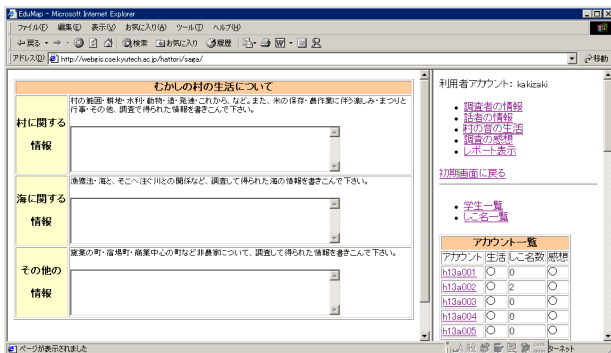 EduMap - Microsoft Internet Explorer
ファイル(F) 編集(E) 表示(V) お気に入り(A) ツール(T) ヘルプ(H)
戻る 検索 お気に入り 履歴
アドレス(D) http://webgis.cse.kyutech.ac.jp/hattori/saga/ 移動
むかしの村の生活について
村に関する
情報
村の範囲・耕地・水利・動物・道・発達・これから、など。また、米の保存・農作業に伴う楽しみ・まつりと
行事・その他、調査で得られた情報を書きこんで下さい。
海に関する
情報
漁獲法・海と、そこへ注ぐ川との関係など、調査して得られた海の情報を書きこんで下さい。
その他の
情報
窯業の町・宿場町・商業中心の町など非農家について、調査して得られた情報を書きこんで下さい。
利用者アカウント: kakizaki
調査者の情報
話者の情報
村の昔の生活
調査の感想
レポート表示
初期画面に戻る
学生一覧
しこ名一覧
アカウント一覧
アカウント 生活 しこ名数 感想
h13a001 ○ 0 ○
h13a002 ○ 2 ○
h13a003 ○ 0 ○
h13a004 ○ 0 ○
h13a005 ○ 0 ○
ページが表示されました
ターネット